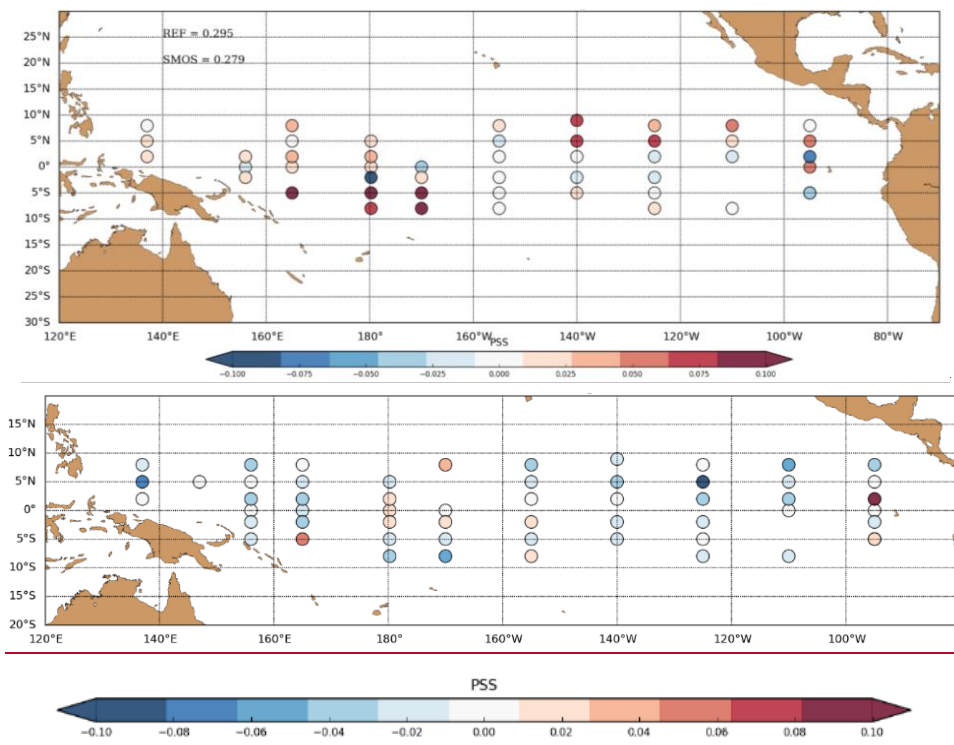 25°N
REF = 0.295
20°N
SMOS = 0.279
15°N
10°N
5°N
0°
5°S
10°S
15°S
20°S
25°S
30°S
120°E 140°E 160°E 180° 160°W 140°W 120°W 100°W 80°W
PSS
−0.100 −0.075 −0.050 −0.025 0.000 0.025 0.050 0.075 0.100
15°N
10°N
5°N
0°
5°S
10°S
15°S
20°S
120°E 140°E 160°E 180° 160°W 140°W 120°W 100°W
PSS
−0.10 −0.08 −0.06 −0.04 −0.02 0.00 0.02 0.04 0.06 0.08 0.10